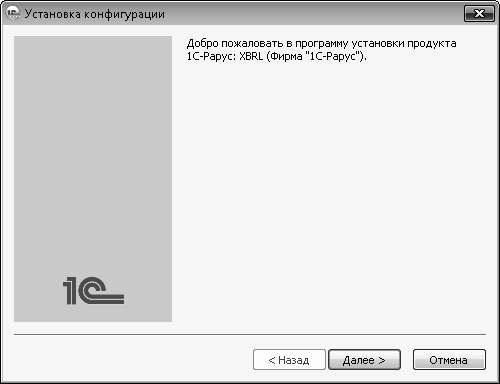 Установка конфигурации
Добро пожаловать в программу установки продукта
1С-Рарус: XBRL (Фирма "1С-Рарус").
1С
< Назад
Далее >
Отмена